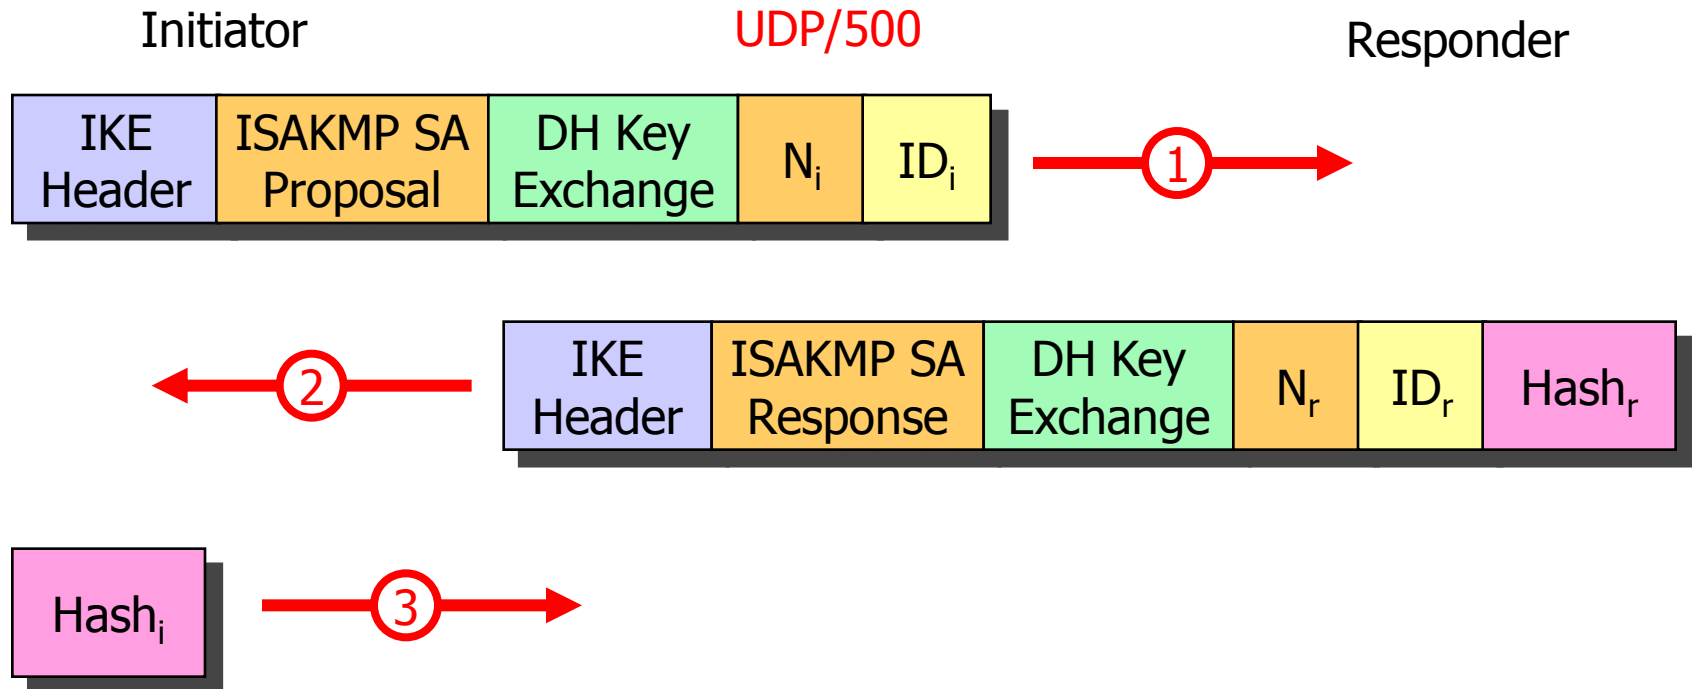 Initiator UDP/500 Responder
IKE ISAKMP SA DH Key
Header Proposal Exchange Ni IDi
1
IKE ISAKMP SA DH Key
Header Response Exchange Nr IDr Hashr
2
Hashi
3